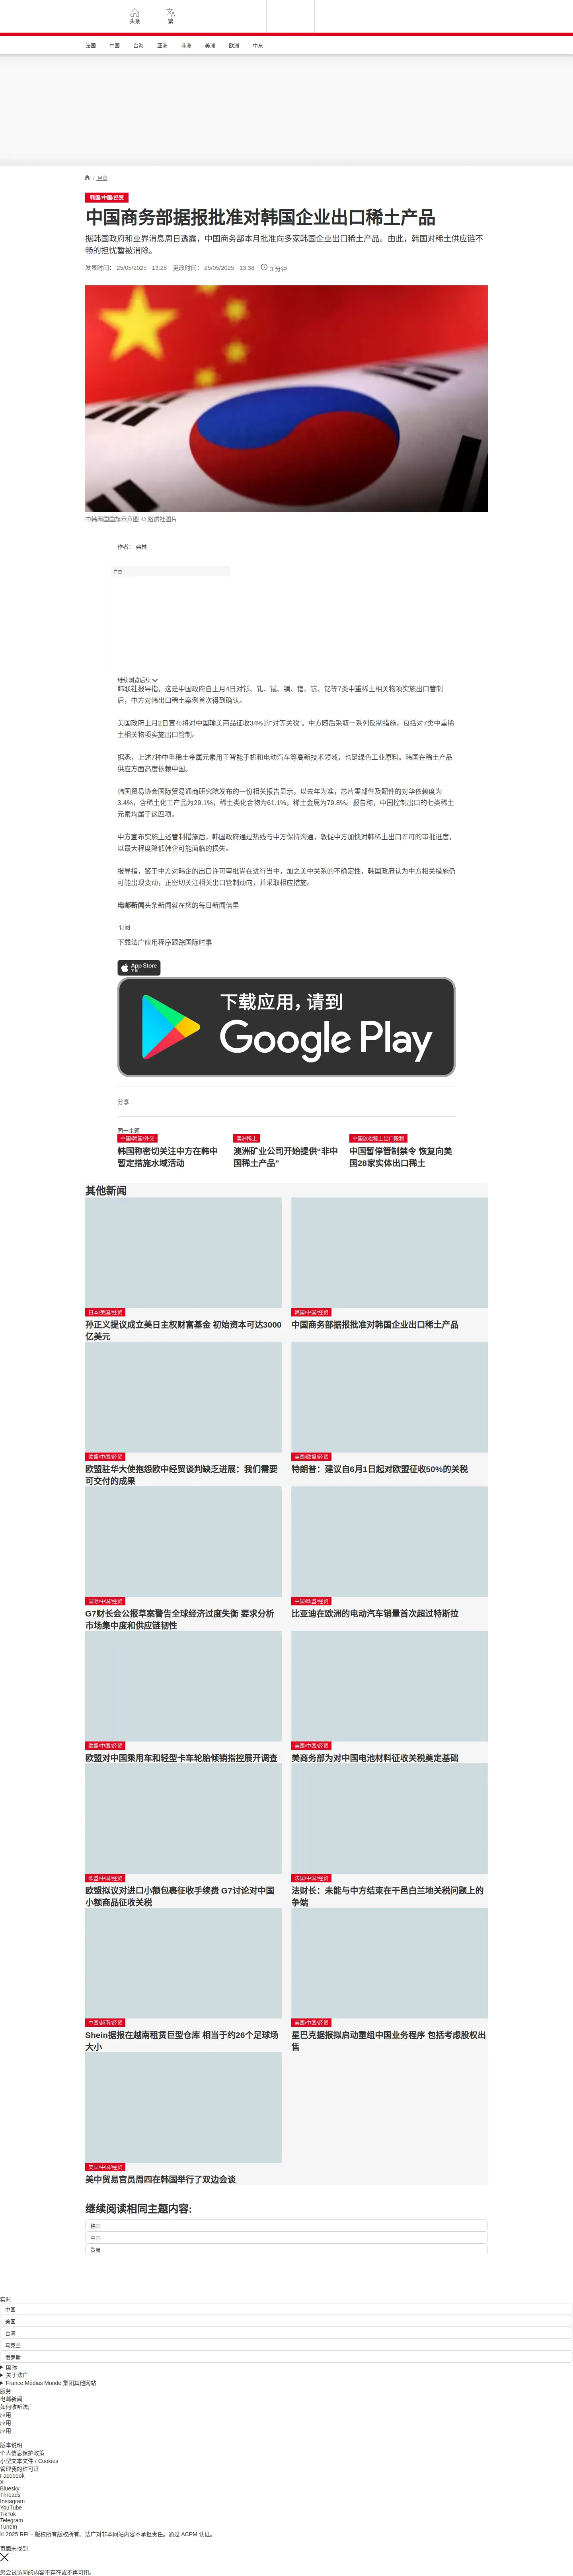 头条
繁
法国 中国 台海 亚洲 非洲 美洲 欧洲 中东
/ 经贸
韩国/中国/经贸
中国商务部据报批准对韩国企业出口稀土产品
据韩国政府和业界消息周日透露，中国商务部本月批准向多家韩国企业出口稀土产品。由此，韩国对稀土供应链不
畅的担忧暂被消除。
发表时间： 25/05/2025 - 13:28 更改时间： 25/05/2025 - 13:38 3 分钟
中韩两国国旗示意图 © 路透社图片
作者： 弗林
广告
继续浏览后续
韩联社报导指，这是中国政府自上月4日对钐、钆、铽、镝、镥、钪、钇等7类中重稀土相关物项实施出口管制
后，中方对韩出口稀土案例首次得到确认。
美国政府上月2日宣布将对中国输美商品征收34%的“对等关税”。中方随后采取一系列反制措施，包括对7类中重稀
土相关物项实施出口管制。
据悉，上述7种中重稀土金属元素用于智能手机和电动汽车等高新技术领域，也是绿色工业原料。韩国在稀土产品
供应方面高度依赖中国。
韩国贸易协会国际贸易通商研究院发布的一份相关报告显示，以去年为准，芯片零部件及配件的对华依赖度为
3.4%，含稀土化工产品为29.1%，稀土类化合物为61.1%，稀土金属为79.8%。报告称，中国控制出口的七类稀土
元素均属于这四项。
中方宣布实施上述管制措施后，韩国政府通过热线与中方保持沟通，敦促中方加快对韩稀土出口许可的审批进度，
以最大程度降低韩企可能面临的损失。
报导指，鉴于中方对韩企的出口许可审批尚在进行当中，加之美中关系的不确定性，韩国政府认为中方相关措施仍
可能出现变动，正密切关注相关出口管制动向，并采取相应措施。
电邮新闻头条新闻就在您的每日新闻信里
订阅
下载法广应用程序跟踪国际时事
App Store
下载
下载应用，请到
Google Play
分享 :
同一主题
中国/韩国/外交
韩国称密切关注中方在韩中
暂定措施水域活动
澳洲稀土
澳洲矿业公司开始提供“非中
国稀土产品”
中国放松稀土出口限制
中国暂停管制禁令 恢复向美
国28家实体出口稀土
其他新闻
日本/美国/经贸
孙正义提议成立美日主权财富基金 初始资本可达3000
亿美元
韩国/中国/经贸
中国商务部据报批准对韩国企业出口稀土产品
欧盟/中国/经贸
欧盟驻华大使抱怨欧中经贸谈判缺乏进展：我们需要
可交付的成果
美国/欧盟/经贸
特朗普：建议自6月1日起对欧盟征收50%的关税
国际/中国/经贸
G7财长会公报草案警告全球经济过度失衡 要求分析
市场集中度和供应链韧性
中国/欧盟/经贸
比亚迪在欧洲的电动汽车销量首次超过特斯拉
欧盟/中国/经贸
欧盟对中国乘用车和轻型卡车轮胎倾销指控展开调查
美国/中国/经贸
美商务部为对中国电池材料征收关税奠定基础
欧盟/中国/经贸
欧盟拟议对进口小额包裹征收手续费 G7讨论对中国
小额商品征收关税
法国/中国/经贸
法财长：未能与中方结束在干邑白兰地关税问题上的
争端
中国/越南/经贸
Shein据报在越南租赁巨型仓库 相当于约26个足球场
大小
美国/中国/经贸
星巴克据报拟启动重组中国业务程序 包括考虑股权出
售
美国/中国/经贸
美中贸易官员周四在韩国举行了双边会谈
继续阅读相同主题内容:
韩国
中国
贸易
实时
中国
美国
台湾
乌克兰
俄罗斯
国际
关于法广
France Médias Monde 集团其他网站
服务
电邮新闻
如何收听法广
应用
应用
应用
版本说明
个人信息保护政策
小型文本文件 / Cookies
管理我的许可证
Facebook
X
Bluesky
Threads
Instagram
YouTube
TikTok
Telegram
TuneIn
© 2025 RFI – 版权所有版权所有。法广对非本网站内容不承担责任。通过 ACPM 认证。
页面未找到
您尝试访问的内容不存在或不再可用。